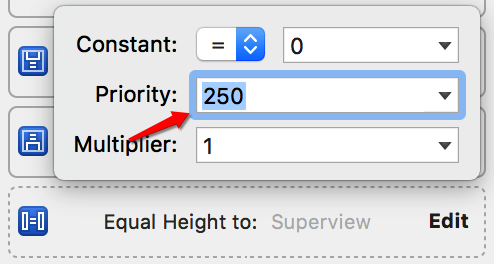 Constant: = 0
Priority: 250
Multiplier: 1
Equal Height to: Superview Edit